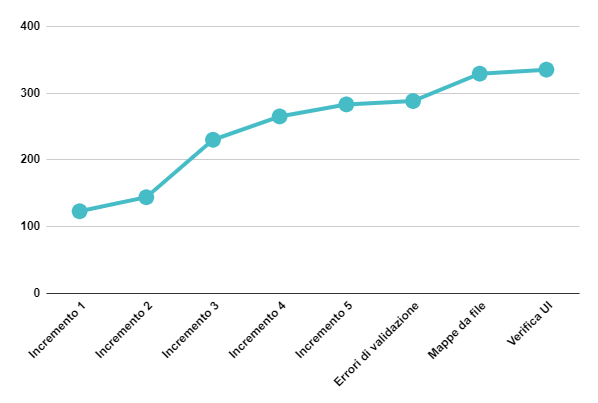 400
300
200
100
0
Incremento 1
Incremento 2
Incremento 3
Incremento 4
Incremento 5
Errori di validazione
Mappe da file
Verifica UI